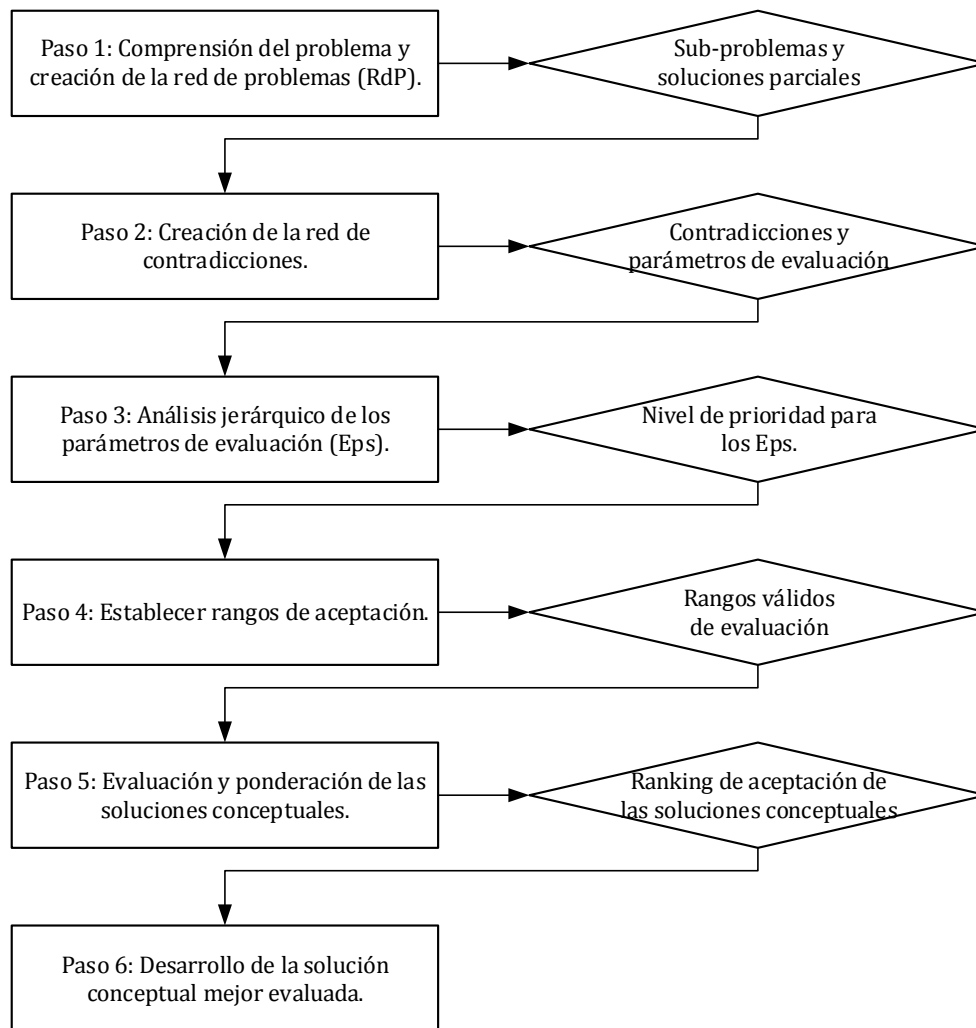 Paso 1: Comprensión del problema y
creación de la red de problemas (RdP).
Sub-problemas y
soluciones parciales
Paso 2: Creación de la red de
contradicciones.
Contradicciones y
parámetros de evaluación
Paso 3: Análisis jerárquico de los
parámetros de evaluación (Eps).
Nivel de prioridad para
los Eps.
Paso 4: Establecer rangos de aceptación.
Rangos válidos
de evaluación
Paso 5: Evaluación y ponderación de las
soluciones conceptuales.
Ranking de aceptación de
las soluciones conceptuales
Paso 6: Desarrollo de la solución
conceptual mejor evaluada.